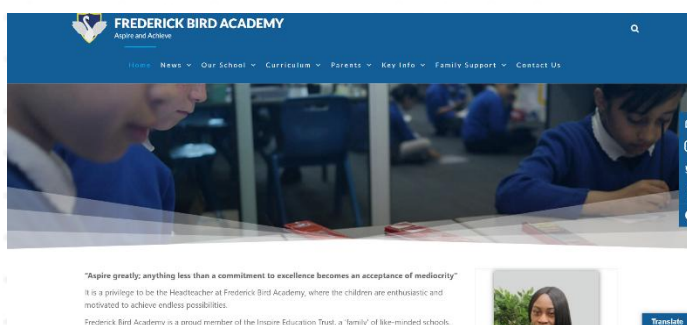 FREDERICK BIRD ACADEMY
Aspire and Achieve
Home News Our School Curriculum Parents Key Info Family Support Contact Us
"Aspire greatly; anything less than a commitment to excellence becomes an acceptance of mediocrity"
It is a privilege to be the Headteacher at Frederick Bird Academy, where the children are enthusiastic and
motivated to achieve endless possibilities.
Frederick Bird Academy is a proud member of the Inspire Education Trust, a 'family' of like-minded schools,
Translate